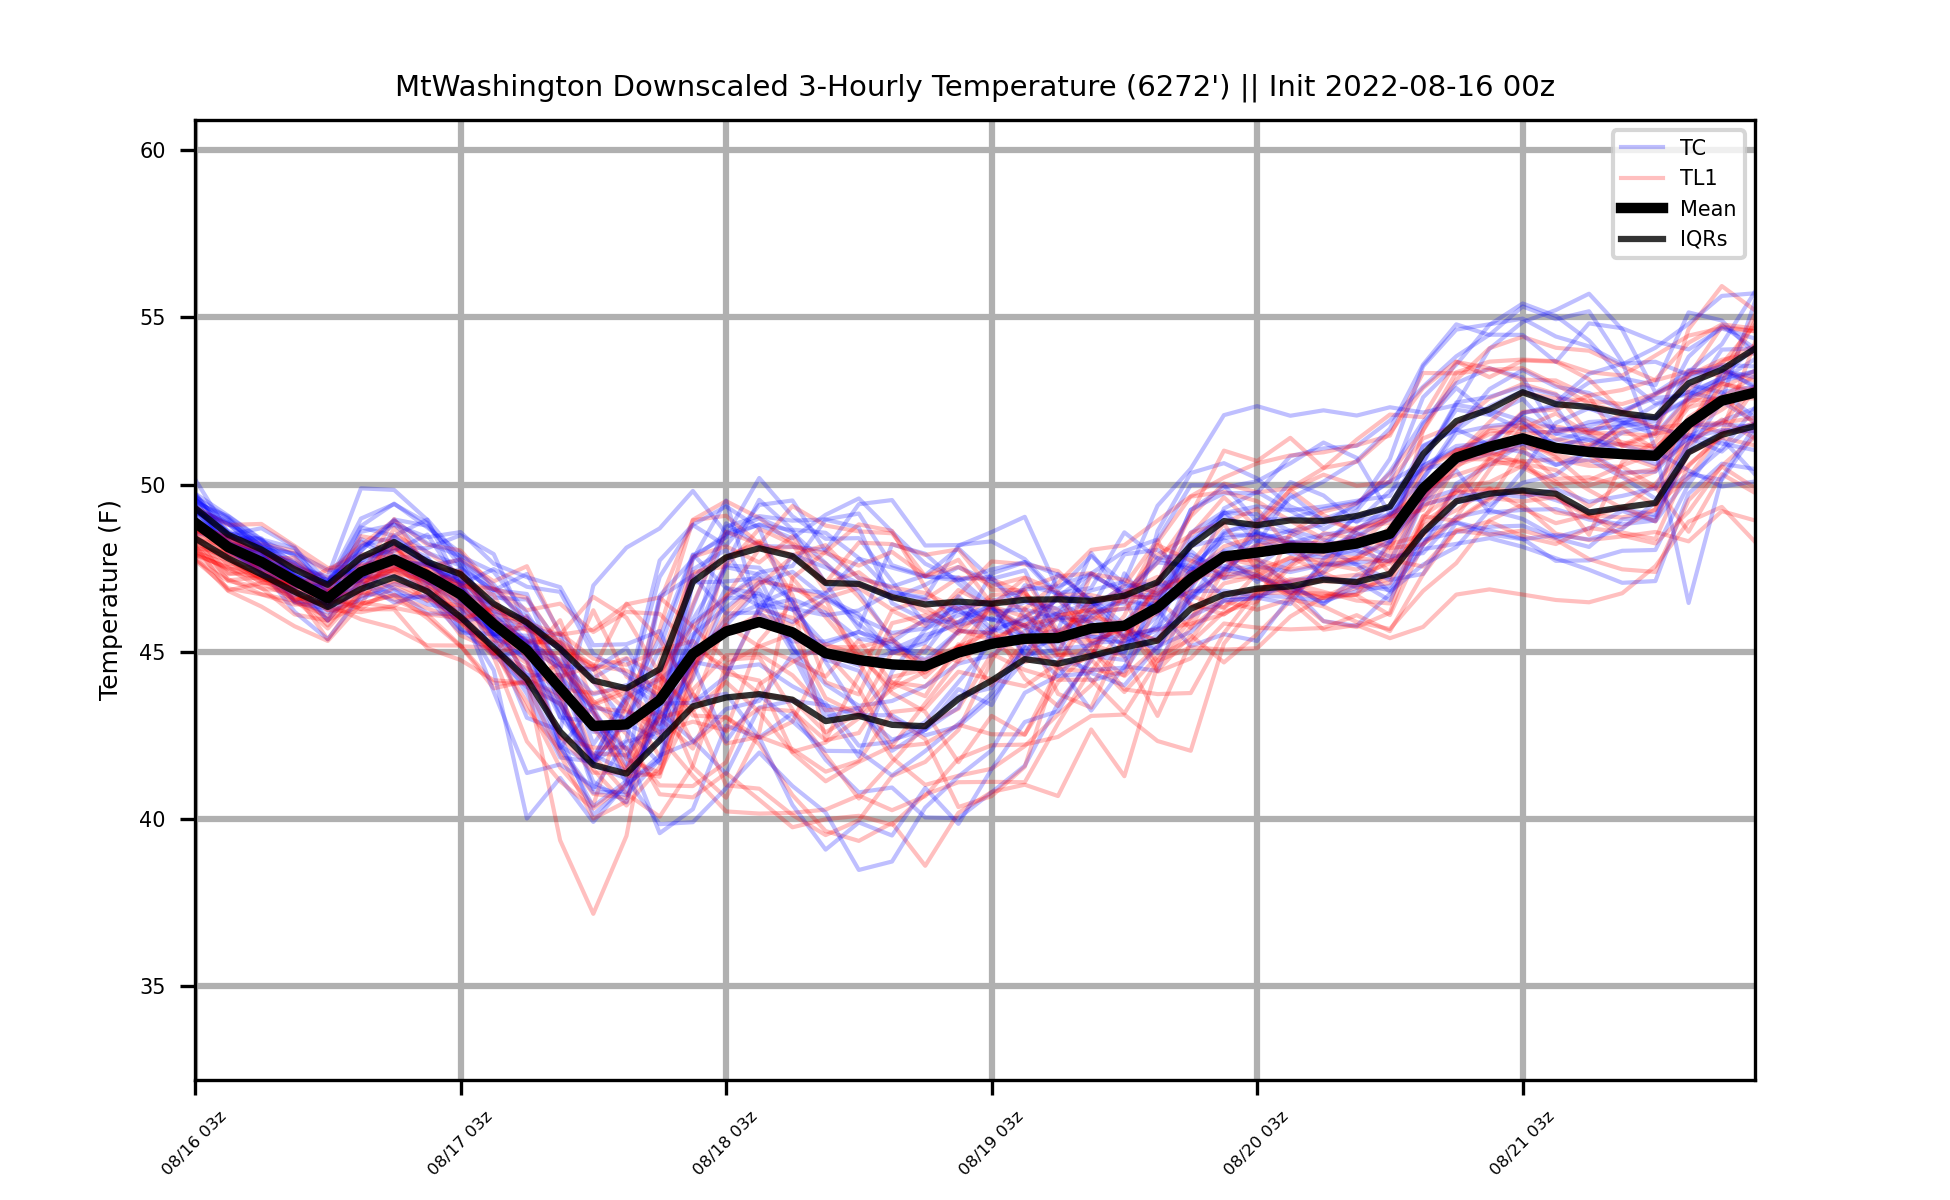 MtWashington Downscaled 3-Hourly Temperature (6272') || Init 2022-08-16 00z
Temperature (F)
60
55
50
45
40
35
TC
TL1
Mean
IQRs
08/16 03z
08/17 03z
08/18 03z
08/19 03z
08/20 03z
08/21 03z